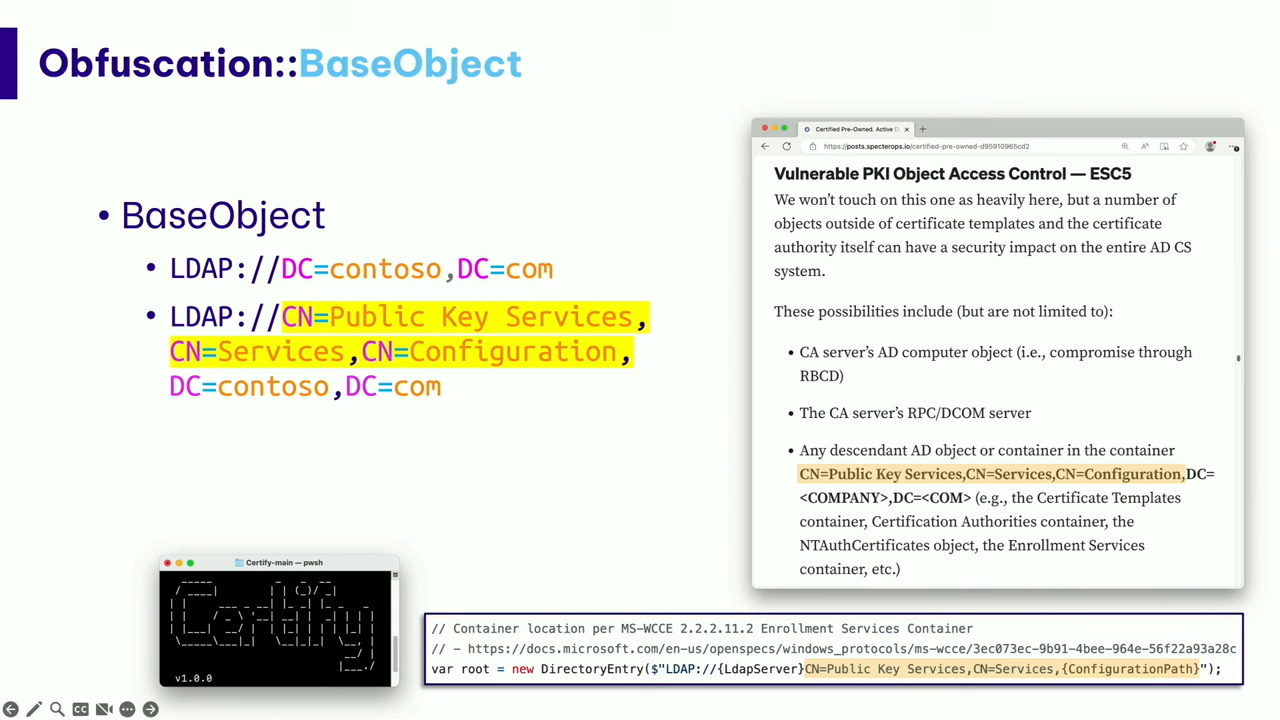 Obfuscation::BaseObject
• BaseObject
• LDAP://DC=contoso,DC=com
• LDAP://CN=Public Key Services,
CN=Services,CN=Configuration,
DC=contoso,DC=com
Certified Pre-Owned. Active D
https://posts.specterops.io/certified-pre-owned-d95910965cd2
Vulnerable PKI Object Access Control — ESC5
We won’t touch on this one as heavily here, but a number of
objects outside of certificate templates and the certificate
authority itself can have a security impact on the entire AD CS
system.
These possibilities include (but are not limited to):
• CA server’s AD computer object (i.e., compromise through
RBCD)
• The CA server’s RPC/DCOM server
• Any descendant AD object or container in the container
CN=Public Key Services,CN=Services,CN=Configuration,DC=
<COMPANY>,DC=<COM> (e.g., the Certificate Templates
container, Certification Authorities container, the
NTAuthCertificates object, the Enrollment Services
container, etc.)
Certify-main — pwsh
Certify
v1.0.0
// Container location per MS-WCCE 2.2.2.11.2 Enrollment Services Container
// - https://docs.microsoft.com/en-us/openspecs/windows_protocols/ms-wcce/3ec073ec-9b91-4bee-964e-56f22a93a28c
var root = new DirectoryEntry($"LDAP://{LdapServer}CN=Public Key Services,CN=Services,{ConfigurationPath}");
CC